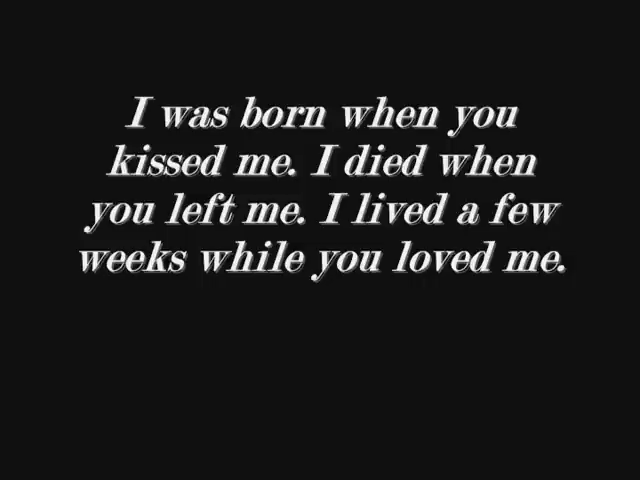 I was born when you
kissed me. I died when
you left me. I lived a few
weeks while you loved me.